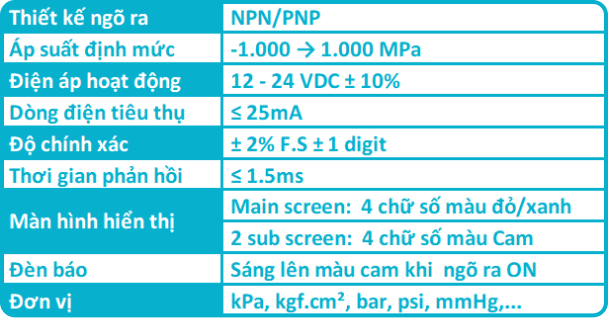 Thiết kế ngõ ra NPN/PNP
Áp suất định mức -1.000 → 1.000 MPa
Điện áp hoạt động 12 - 24 VDC ± 10%
Dòng điện tiêu thụ ≤ 25mA
Độ chính xác ± 2% F.S ± 1 digit
Thơi gian phản hồi ≤ 1.5ms
Màn hình hiển thị Main screen: 4 chữ số màu đỏ/xanh
2 sub screen: 4 chữ số màu Cam
Đèn báo Sáng lên màu cam khi ngõ ra ON
Đơn vị kPa, kgf.cm², bar, psi, mmHg,...